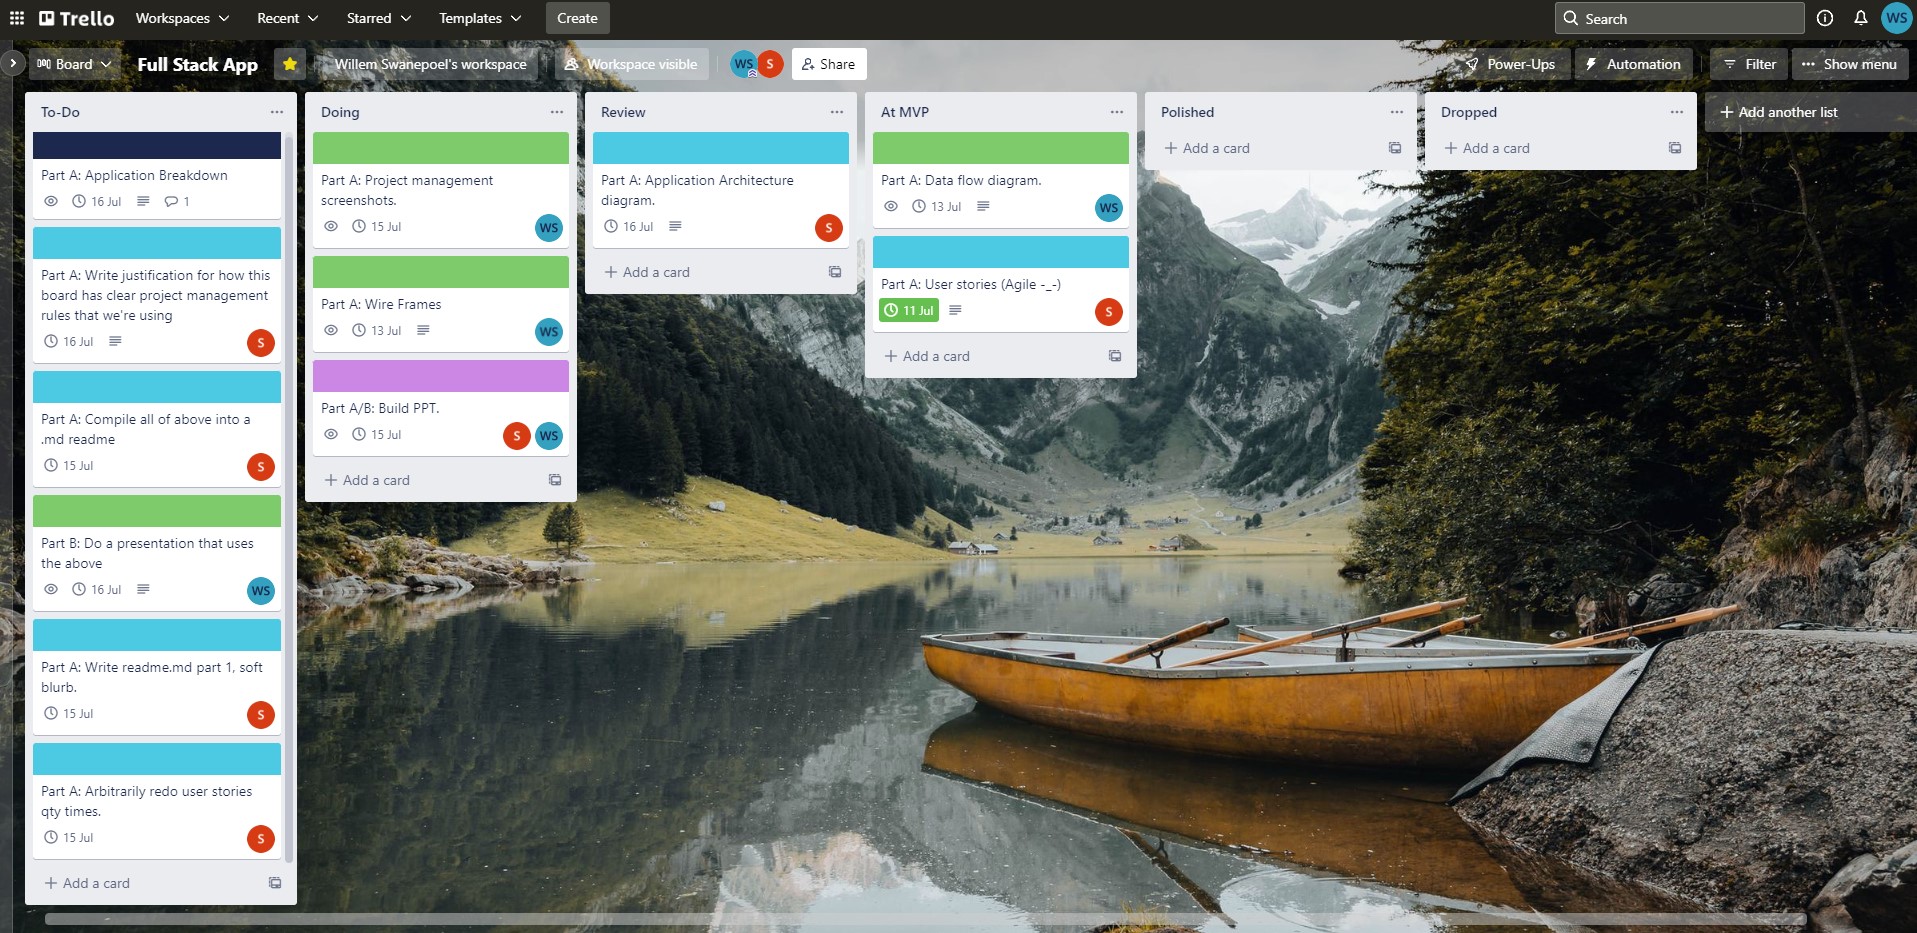 Trello
Workspaces
Recent
Starred
Templates
Create
Search
WS
Board
Full Stack App
Willem Swanepoel's workspace
Workspace visible
WS
S
Share
Power-Ups
Automation
Filter
Show menu
To-Do
Part A: Application Breakdown
16 Jul
1
Part A: Write justification for how this
board has clear project management
rules that we're using
16 Jul
S
Part A: Compile all of above into a
.md readme
15 Jul
S
Part B: Do a presentation that uses
the above
16 Jul
WS
Part A: Write readme.md part 1, soft
blurb.
15 Jul
S
Part A: Arbitrarily redo user stories
qty times.
15 Jul
S
+ Add a card
Doing
Part A: Project management
screenshots.
15 Jul
WS
Part A: Wire Frames
13 Jul
WS
Part A/B: Build PPT.
15 Jul
S
WS
+ Add a card
Review
Part A: Application Architecture
diagram.
16 Jul
S
+ Add a card
At MVP
Part A: Data flow diagram.
13 Jul
WS
Part A: User stories (Agile -_-)
11 Jul
S
+ Add a card
Polished
+ Add a card
Dropped
+ Add a card
+ Add another list